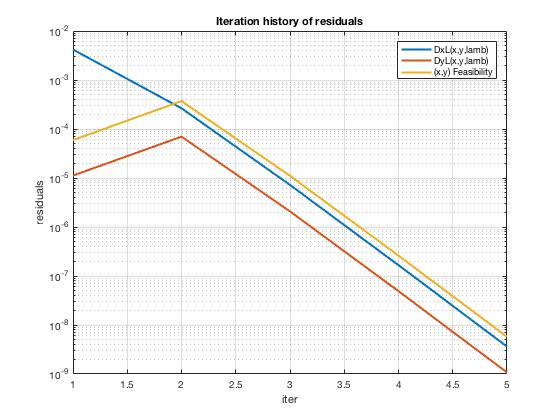 Iteration history of residuals
DxL(x,y,lamb)
DyL(x,y,lamb)
(x,y) Feasibility
residuals
10^-2
10^-3
10^-4
10^-5
10^-6
10^-7
10^-8
10^-9
1 1.5 2 2.5 3 3.5 4 4.5 5
iter